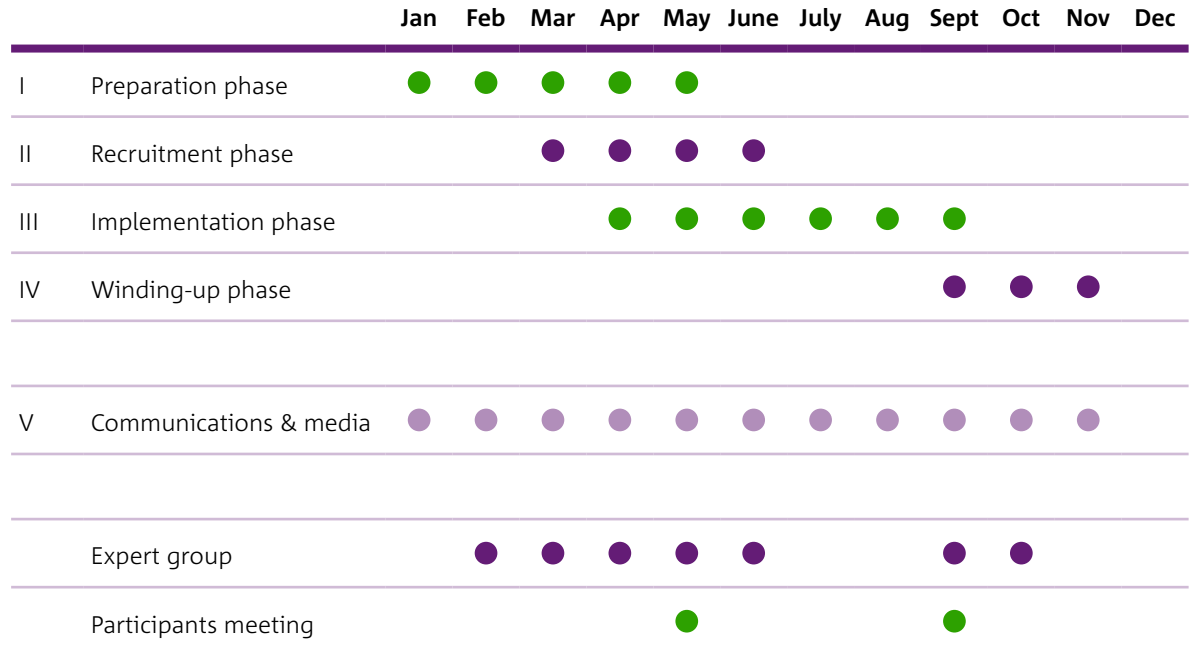 Jan Feb Mar Apr May June July Aug Sept Oct Nov Dec
I Preparation phase
II Recruitment phase
III Implementation phase
IV Winding-up phase
V Communications & media
Expert group
Participants meeting